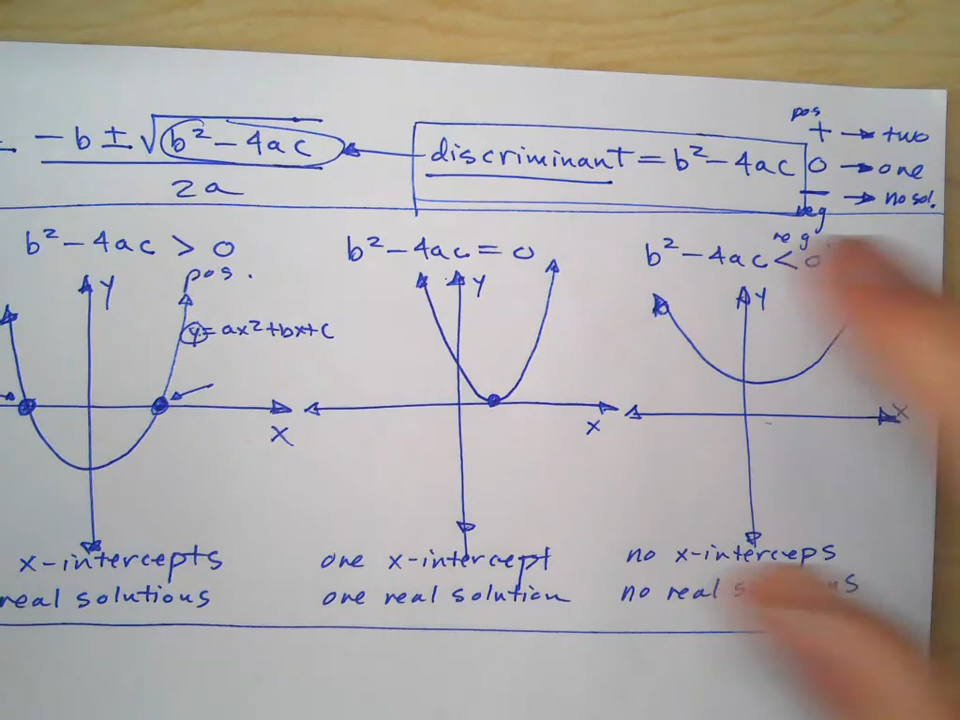 -b ± √b² - 4ac
2a
discriminant = b² - 4ac
pos
+ → two
0 → one
- → no sol.
neg
b² - 4ac > 0
pos.
y
y = ax² + bx + c
x
x-intercepts
real solutions
b² - 4ac = 0
y
x
one x-intercept
one real solution
neg
b² - 4ac < 0
y
x
no x-interceps
no real